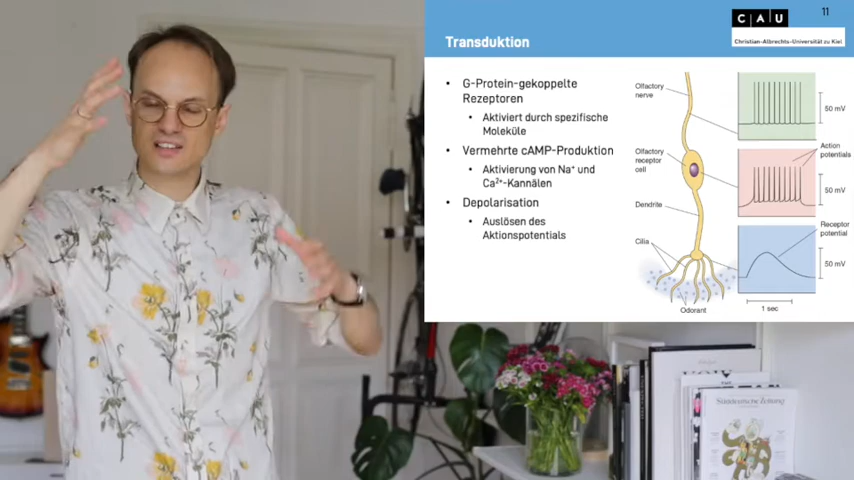 11
CAU
Christian-Albrechts-Universität zu Kiel
Transduktion
G-Protein-gekoppelte
Rezeptoren
Aktiviert durch spezifische
Moleküle
Vermehrte cAMP-Produktion
Aktivierung von Na⁺ und
Ca²⁺-Kannälen
Depolarisation
Auslösen des
Aktionspotentials
Olfactory
nerve
50 mV
Olfactory
receptor
cell
Action
potentials
50 mV
Dendrite
Receptor
potential
Cilia
50 mV
Odorant
1 sec
Süddeutsche Zeitung